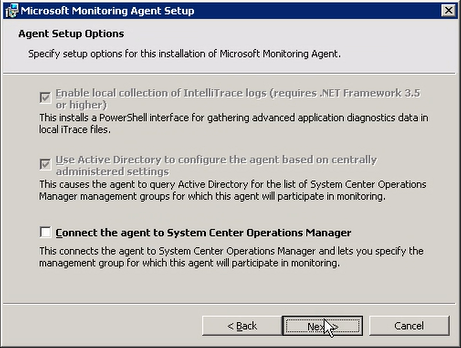 Microsoft Monitoring Agent Setup
Agent Setup Options
Specify setup options for this installation of Microsoft Monitoring Agent.
Enable local collection of IntelliTrace logs (requires .NET Framework 3.5
or higher)
This installs a PowerShell interface for gathering advanced application diagnostics data in
local iTrace files.
Use Active Directory to configure the agent based on centrally
administered settings
This causes the agent to query Active Directory for the list of System Center Operations
Manager management groups for which this agent will participate in monitoring.
Connect the agent to System Center Operations Manager
This connects the agent to System Center Operations Manager and lets you specify the
management group for which this agent will participate in monitoring.
< Back
Next >
Cancel